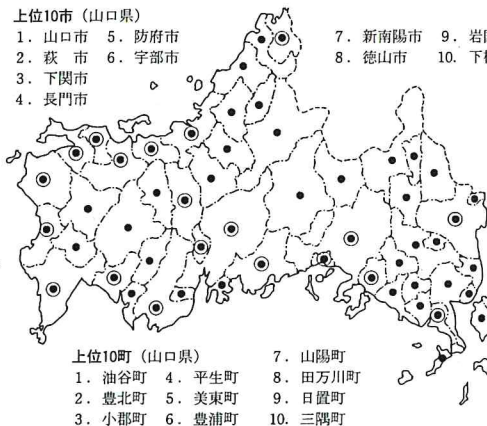 上位10市（山口県）
1．山口市 5．防府市
2．萩 市 6．宇部市
3．下関市
4．長門市
7．新南陽市 9．岩
8．徳山市 10．下
上位10町（山口県）
1．油谷町 4．平生町
2．豊北町 5．美東町
3．小郡町 6．豊浦町
7．山陽町
8．田万川町
9．日置町
10．三隅町